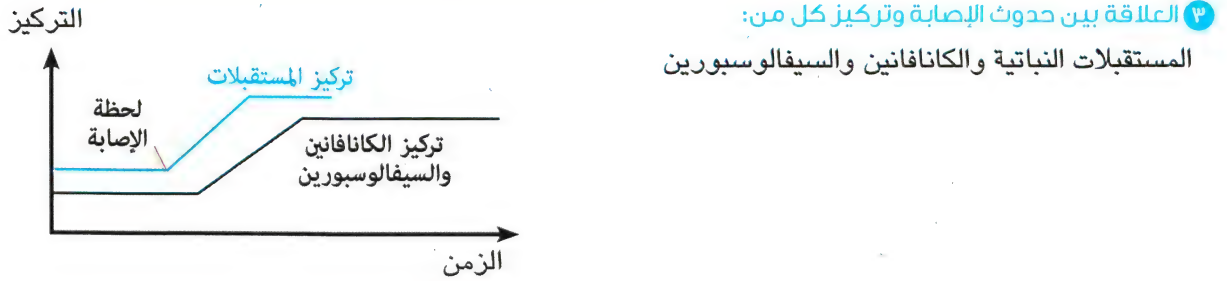 ٣ العلاقة بين حدوث الإصابة وتركيز كل من:
المستقبلات النباتية والكانافانين والسيفالوسبورين
التركيز
تركيز المستقبلات
لحظة
الإصابة
تركيز الكانافانين
والسيفالوسبورين
الزمن